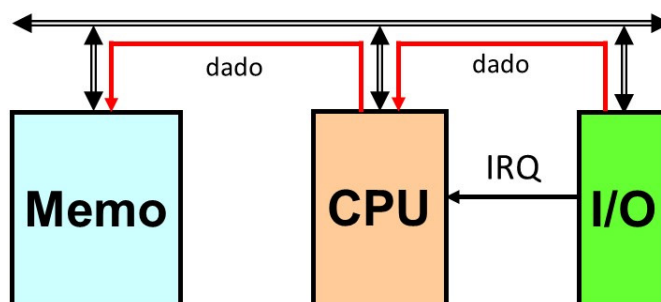 dado
dado
IRQ
Memo
CPU
I/O